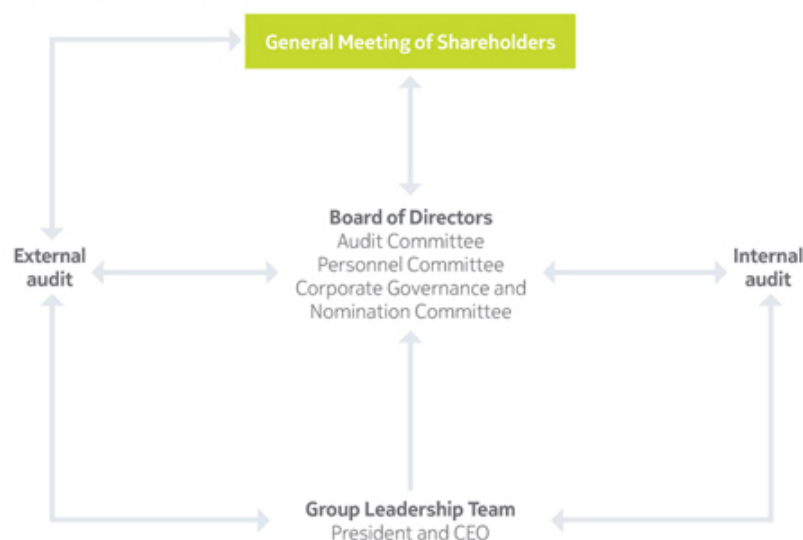 General Meeting of Shareholders
Board of Directors
Audit Committee
Personnel Committee
Corporate Governance and
Nomination Committee
External
audit
Internal
audit
Group Leadership Team
President and CEO